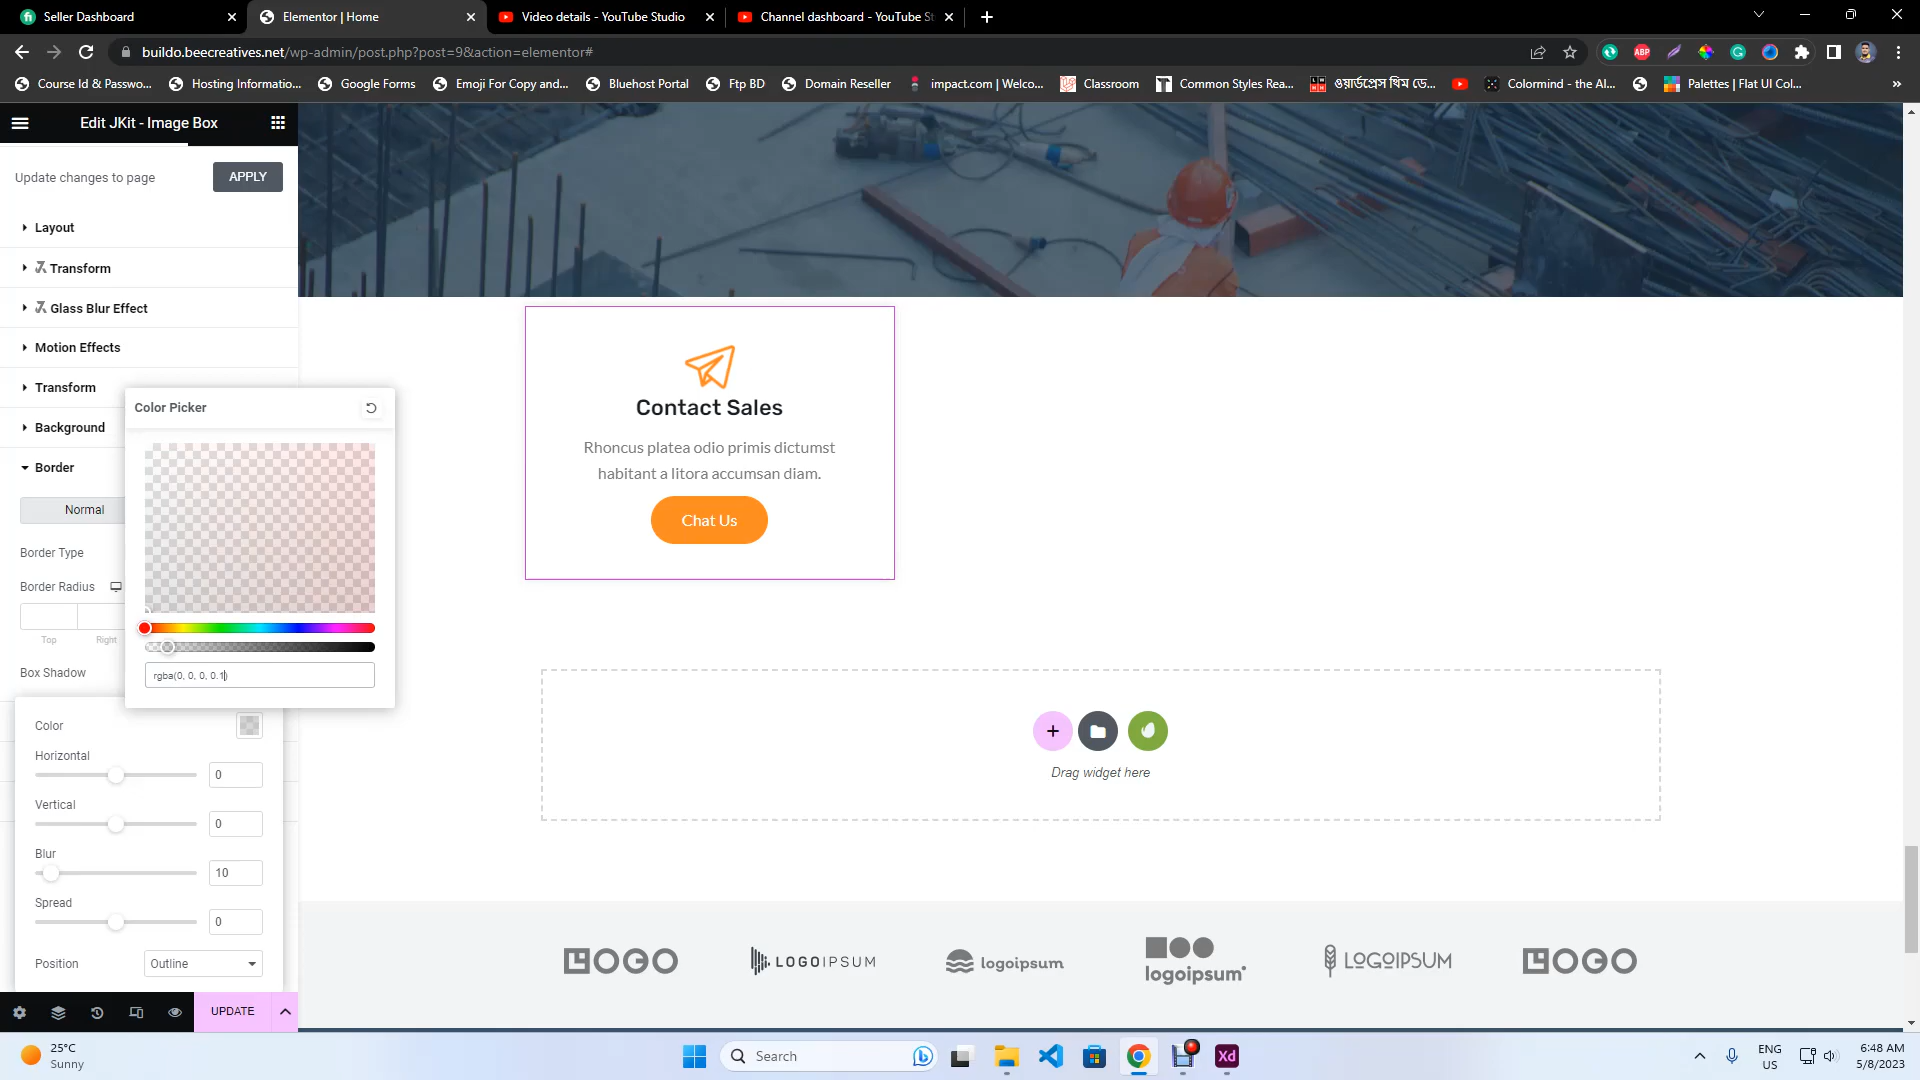 Seller Dashboard
Elementor | Home
Video details - YouTube Studio
Channel dashboard - YouTube St
buildo.beecreatives.net/wp-admin/post.php?post=9&action=elementor#
ABP
Course Id & Passwo...
Hosting Informatio...
Google Forms
Emoji For Copy and...
Bluehost Portal
Ftp BD
Domain Reseller
impact.com | Welco...
Classroom
Common Styles Rea...
ওয়ার্ডপ্রেস থিম ডে...
Colormind - the AI...
Palettes | Flat UI Col...
Edit JKit - Image Box
Update changes to page
APPLY
Layout
Transform
Glass Blur Effect
Motion Effects
Transform
Background
Border
Normal
Border Type
Border Radius
Top
Right
Box Shadow
Color Picker
rgba(0, 0, 0, 0.1)
Color
Horizontal
0
Vertical
0
Blur
10
Spread
0
Position
Outline
UPDATE
Contact Sales
Rhoncus platea odio primis dictumst
habitant a litora accumsan diam.
Chat Us
Drag widget here
LOGO
LOGOIPSUM
logoipsum
logoipsum
LOGOIPSUM
LOGO
25°C
Sunny
Search
Xd
ENG
US
6:48 AM
5/8/2023